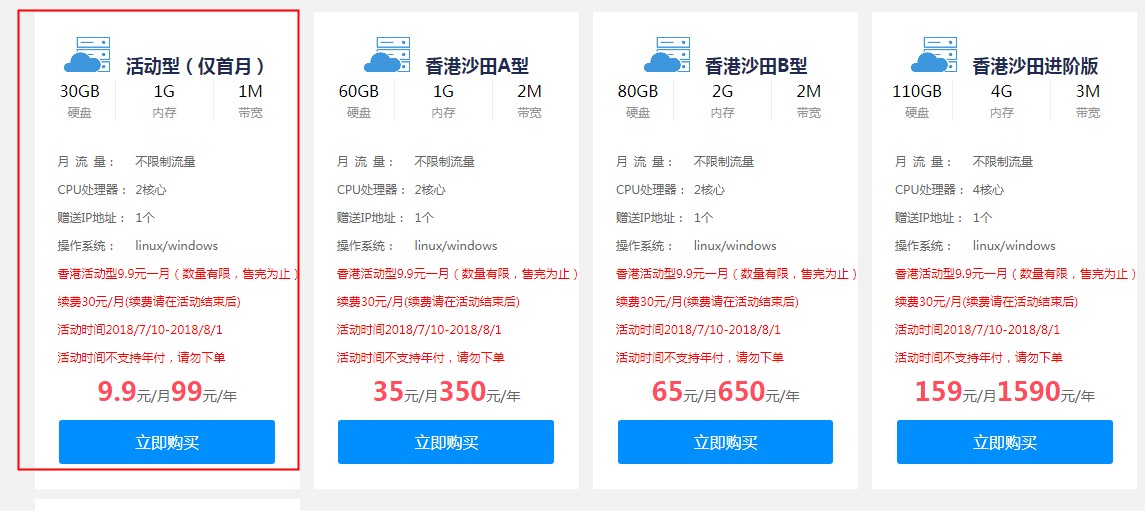 活动型（仅首月）
30GB 1G 1M
硬盘 内存 带宽
月 流 量： 不限制流量
CPU处理器： 2核心
赠送IP地址： 1个
操作系统： linux/windows
香港活动型9.9元一月（数量有限，售完为止）
续费30元/月(续费请在活动结束后)
活动时间2018/7/10-2018/8/1
活动时间不支持年付，请勿下单
9.9元/月99元/年
立即购买
香港沙田A型
60GB 1G 2M
硬盘 内存 带宽
月 流 量： 不限制流量
CPU处理器： 2核心
赠送IP地址： 1个
操作系统： linux/windows
香港活动型9.9元一月（数量有限，售完为止）
续费30元/月(续费请在活动结束后)
活动时间2018/7/10-2018/8/1
活动时间不支持年付，请勿下单
35元/月350元/年
立即购买
香港沙田B型
80GB 2G 2M
硬盘 内存 带宽
月 流 量： 不限制流量
CPU处理器： 2核心
赠送IP地址： 1个
操作系统： linux/windows
香港活动型9.9元一月（数量有限，售完为止）
续费30元/月(续费请在活动结束后)
活动时间2018/7/10-2018/8/1
活动时间不支持年付，请勿下单
65元/月650元/年
立即购买
香港沙田进阶版
110GB 4G 3M
硬盘 内存 带宽
月 流 量： 不限制流量
CPU处理器： 4核心
赠送IP地址： 1个
操作系统： linux/windows
香港活动型9.9元一月（数量有限，售完为止）
续费30元/月(续费请在活动结束后)
活动时间2018/7/10-2018/8/1
活动时间不支持年付，请勿下单
159元/月1590元/年
立即购买